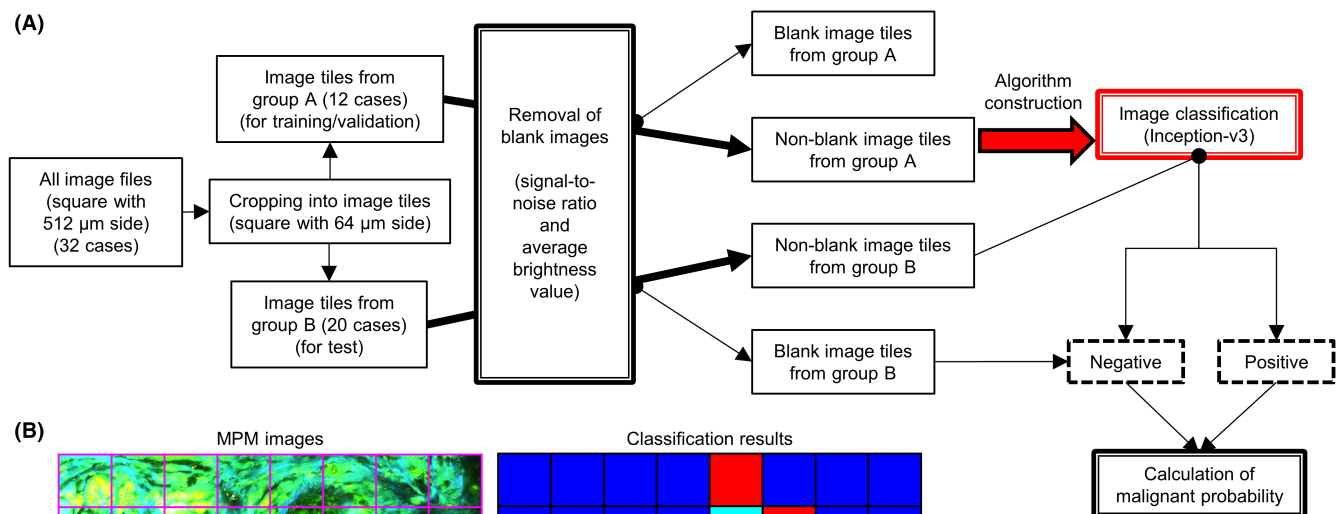 (A)
All image files
(square with
512 µm side)
(32 cases)
Image tiles from
group A (12 cases)
(for training/validation)
Cropping into image tiles
(square with 64 µm side)
Image tiles from
group B (20 cases)
(for test)
Removal of
blank images
(signal-to-
noise ratio
and
average
brightness
value)
Blank image tiles
from group A
Non-blank image tiles
from group A
Non-blank image tiles
from group B
Blank image tiles
from group B
Algorithm
construction
Image classification
(Inception-v3)
Negative
Positive
Calculation of
malignant probability
(B)
MPM images
Classification results